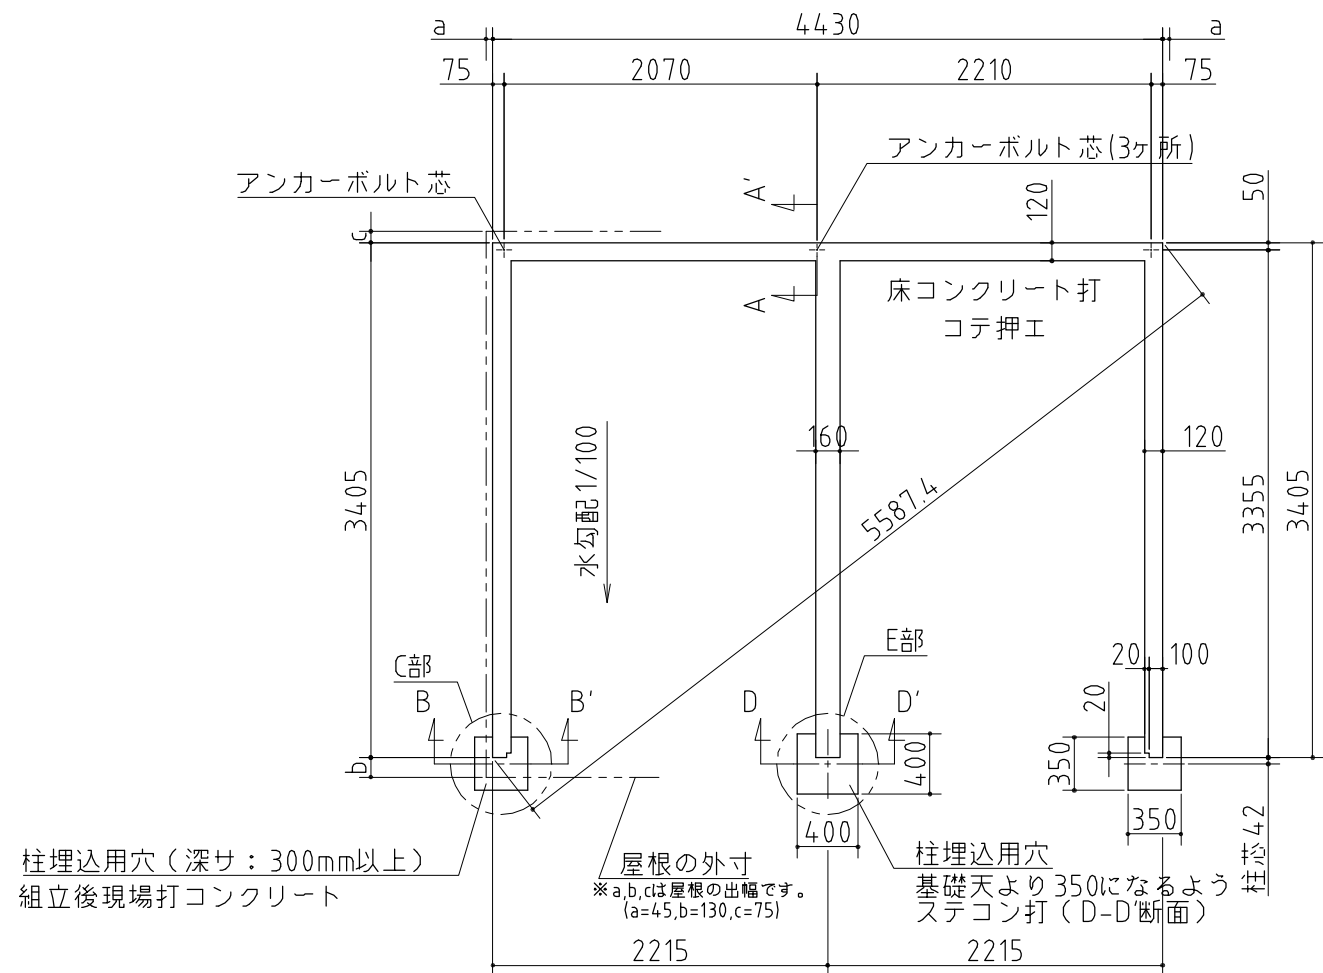 a
4430
a
75
2070
2210
75
アンカーボルト芯(3ヶ所)
アンカーボルト芯
A'
120
50
c
A
床コンクリート打
コテ押エ
160
120
水勾配1/100
3405
5587.4
3355
3405
E部
C部
20
100
B
B'
D
D'
20
b
400
350
400
350
柱芯42
柱埋込用穴(深サ:300mm以上)
組立後現場打コンクリート
屋根の外寸
※a,b,cは屋根の出幅です。
(a=45,b=130,c=75)
柱埋込用穴
基礎天より350になるよう
ステコン打(D-D'断面)
2215
2215